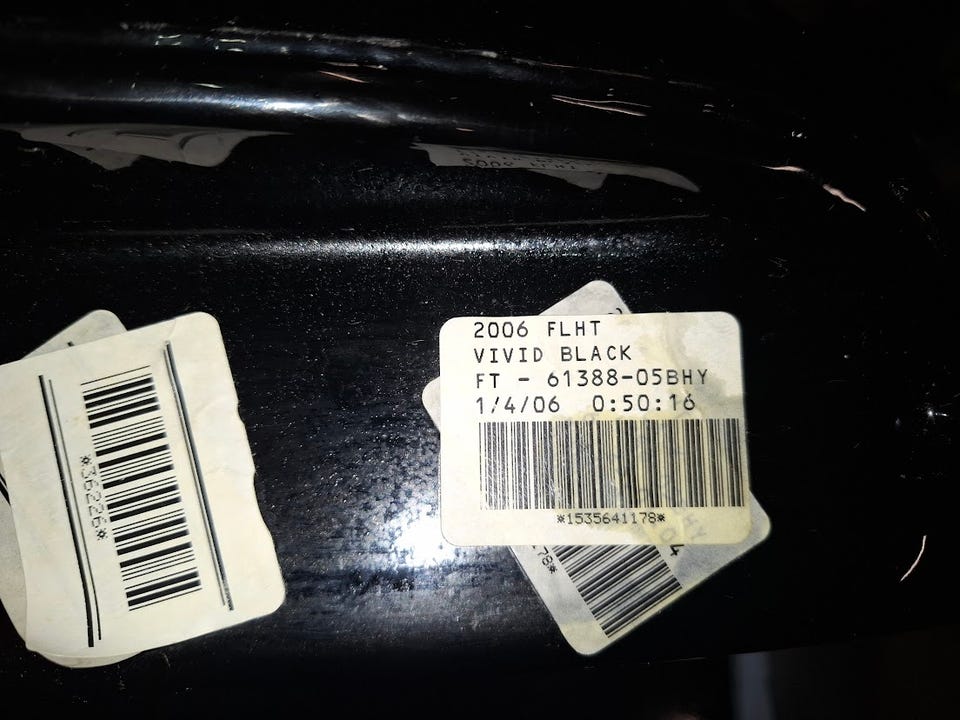 2006 FLHT
VIVID BLACK
FT - 61388-05BHY
1/4/06 0:50:16
*1535641178*
*36226*